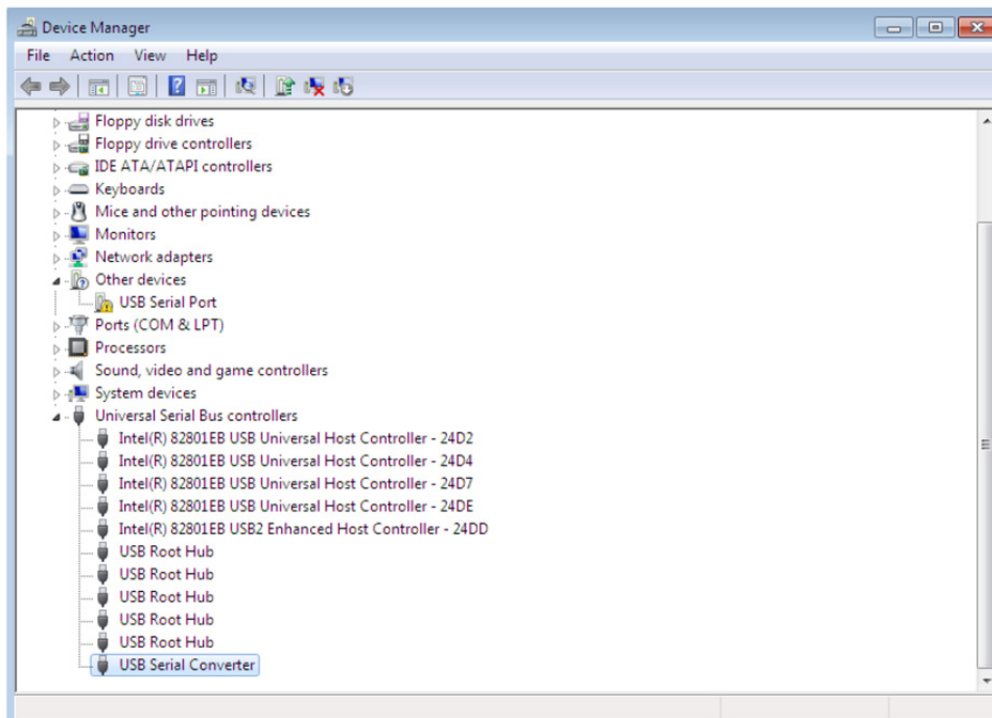 Device Manager
File Action View Help
Floppy disk drives
Floppy drive controllers
IDE ATA/ATAPI controllers
Keyboards
Mice and other pointing devices
Monitors
Network adapters
Other devices
USB Serial Port
Ports (COM & LPT)
Processors
Sound, video and game controllers
System devices
Universal Serial Bus controllers
Intel(R) 82801EB USB Universal Host Controller - 24D2
Intel(R) 82801EB USB Universal Host Controller - 24D4
Intel(R) 82801EB USB Universal Host Controller - 24D7
Intel(R) 82801EB USB Universal Host Controller - 24DE
Intel(R) 82801EB USB2 Enhanced Host Controller - 24DD
USB Root Hub
USB Root Hub
USB Root Hub
USB Root Hub
USB Root Hub
USB Serial Converter